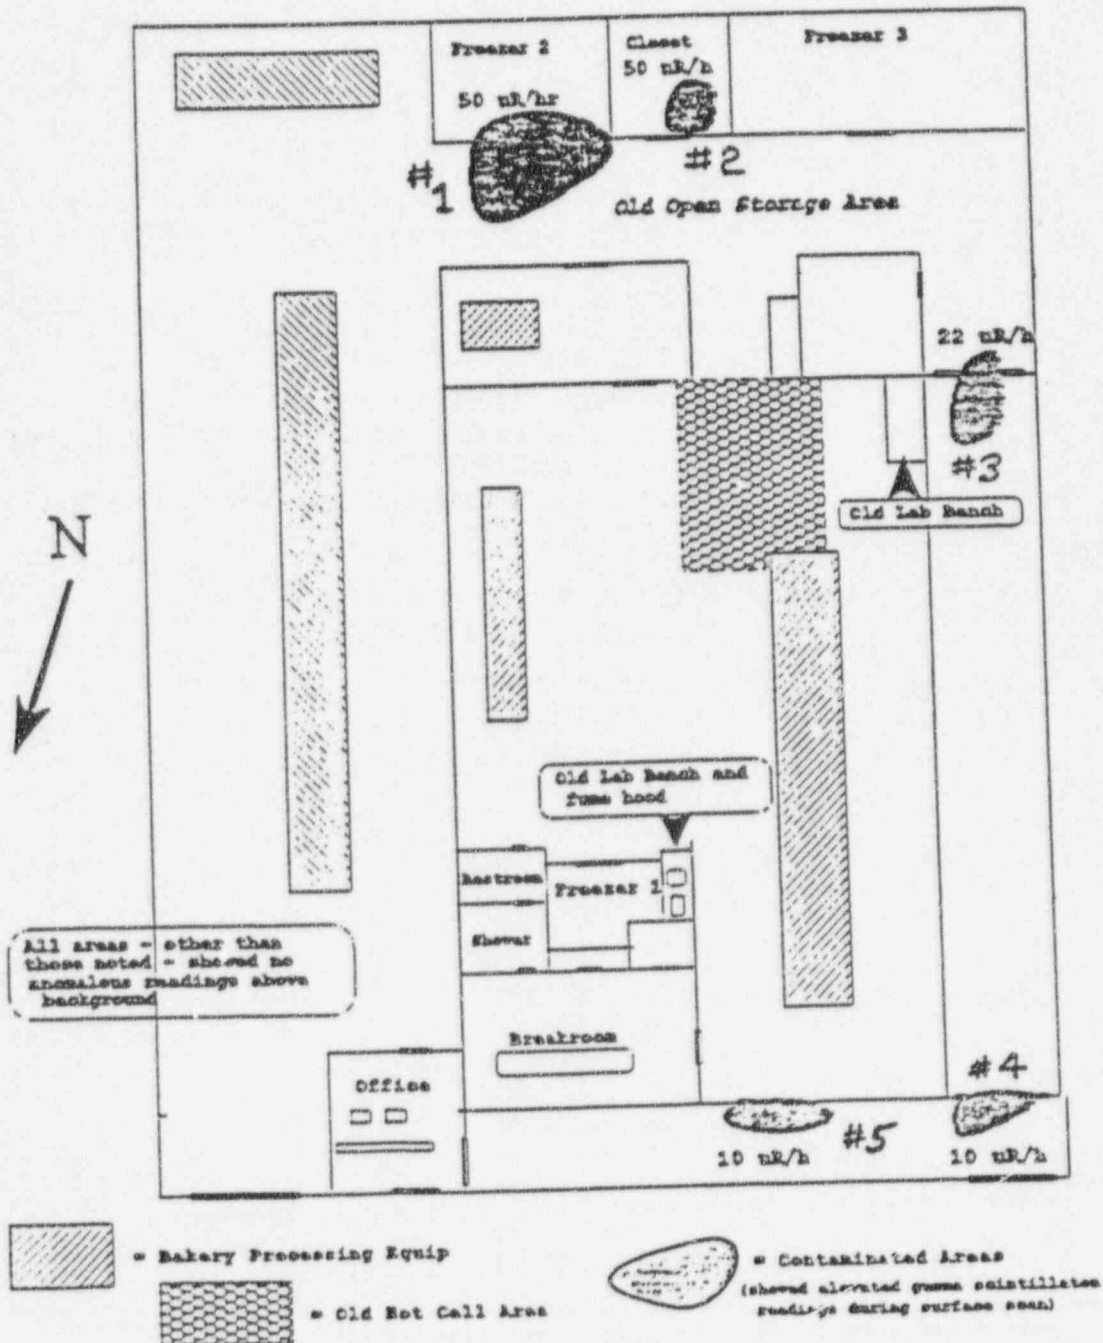 Freezer 2
Closet
50 uR/h
Freezer 3
50 uR/hr
#1
#2
Old Open Storage Area
22 uR/h
#3
Old Lab Bench
N
Old Lab Bench and
fume hood
Restroom
Freezer 1
Shower
All areas - other than
those noted - showed no
anomalous readings above
background
Breakroom
Office
#4
#5
10 uR/h
10 uR/h
= Bakery Processing Equip
= Contaminated Areas
(showed elevated gamma scintillation
readings during surface scan)
= Old Hot Cell Area